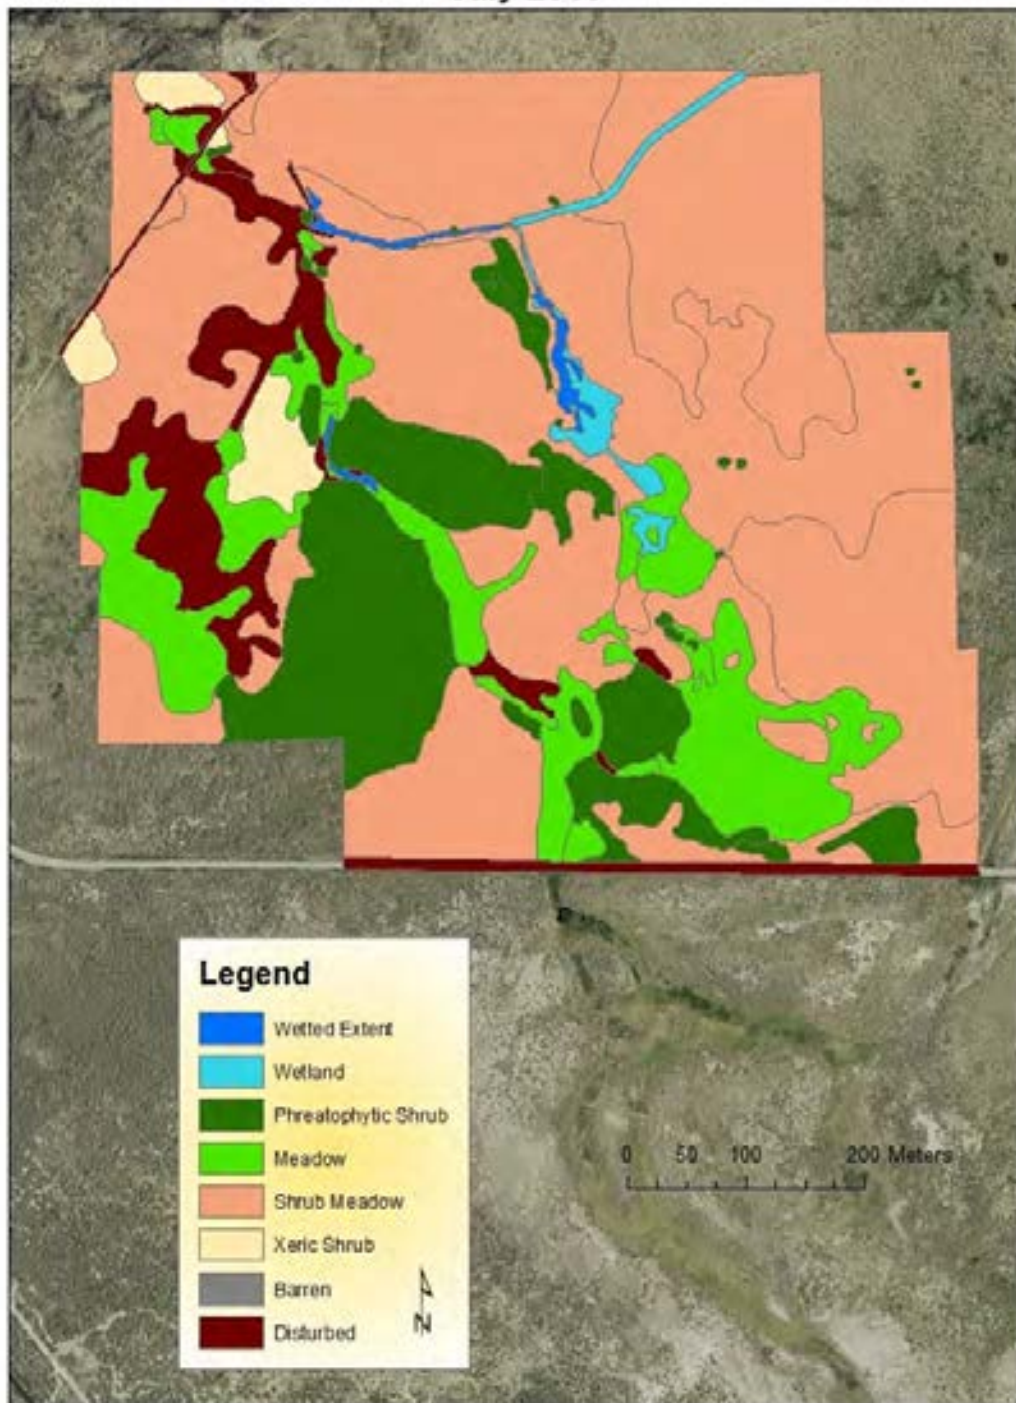 Legend
Wetted Extent
Wetland
Phreatophytic Shrub
Meadow
Shrub Meadow
Xeric Shrub
Barren
Disturbed
N
0 50 100 200 Meters